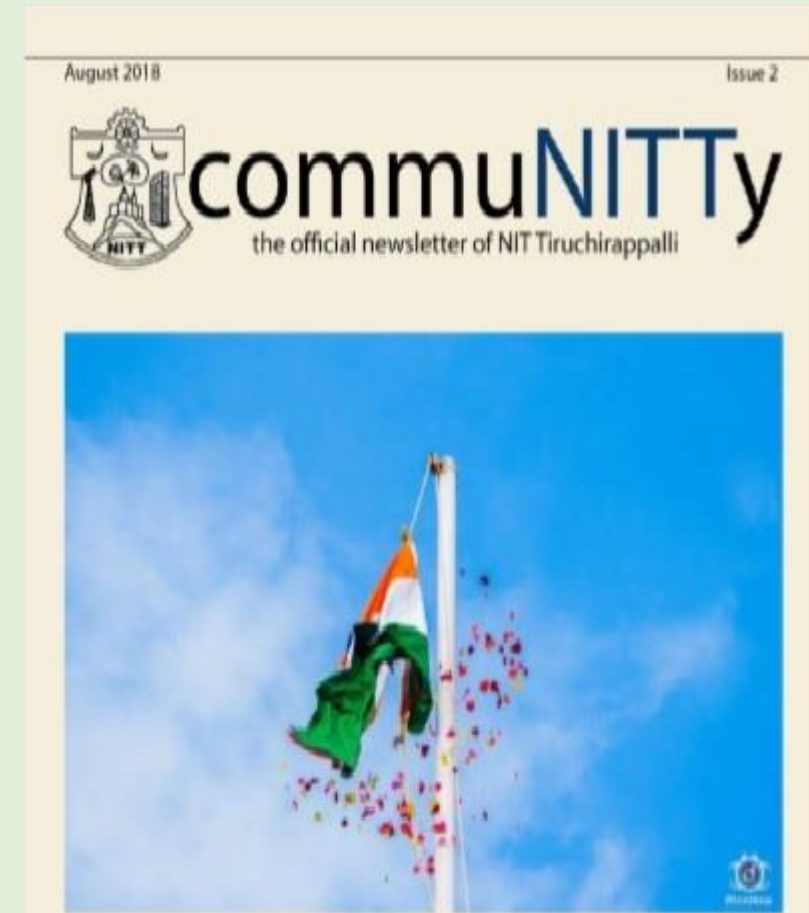 August 2018
Issue 2
commuNITTy
NITT
the official newsletter of NIT Tiruchirappalli